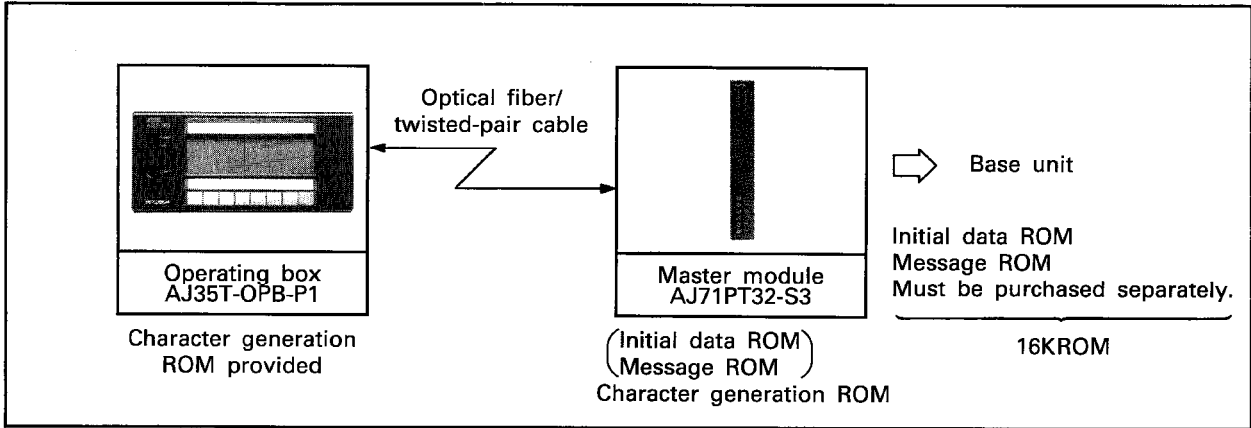 Optical fiber/
twisted-pair cable
Operating box
AJ35T-OPB-P1
Character generation
ROM provided
Master module
AJ71PT32-S3
(Initial data ROM
Message ROM)
Character generation ROM
Base unit
Initial data ROM
Message ROM
Must be purchased separately.
16KROM